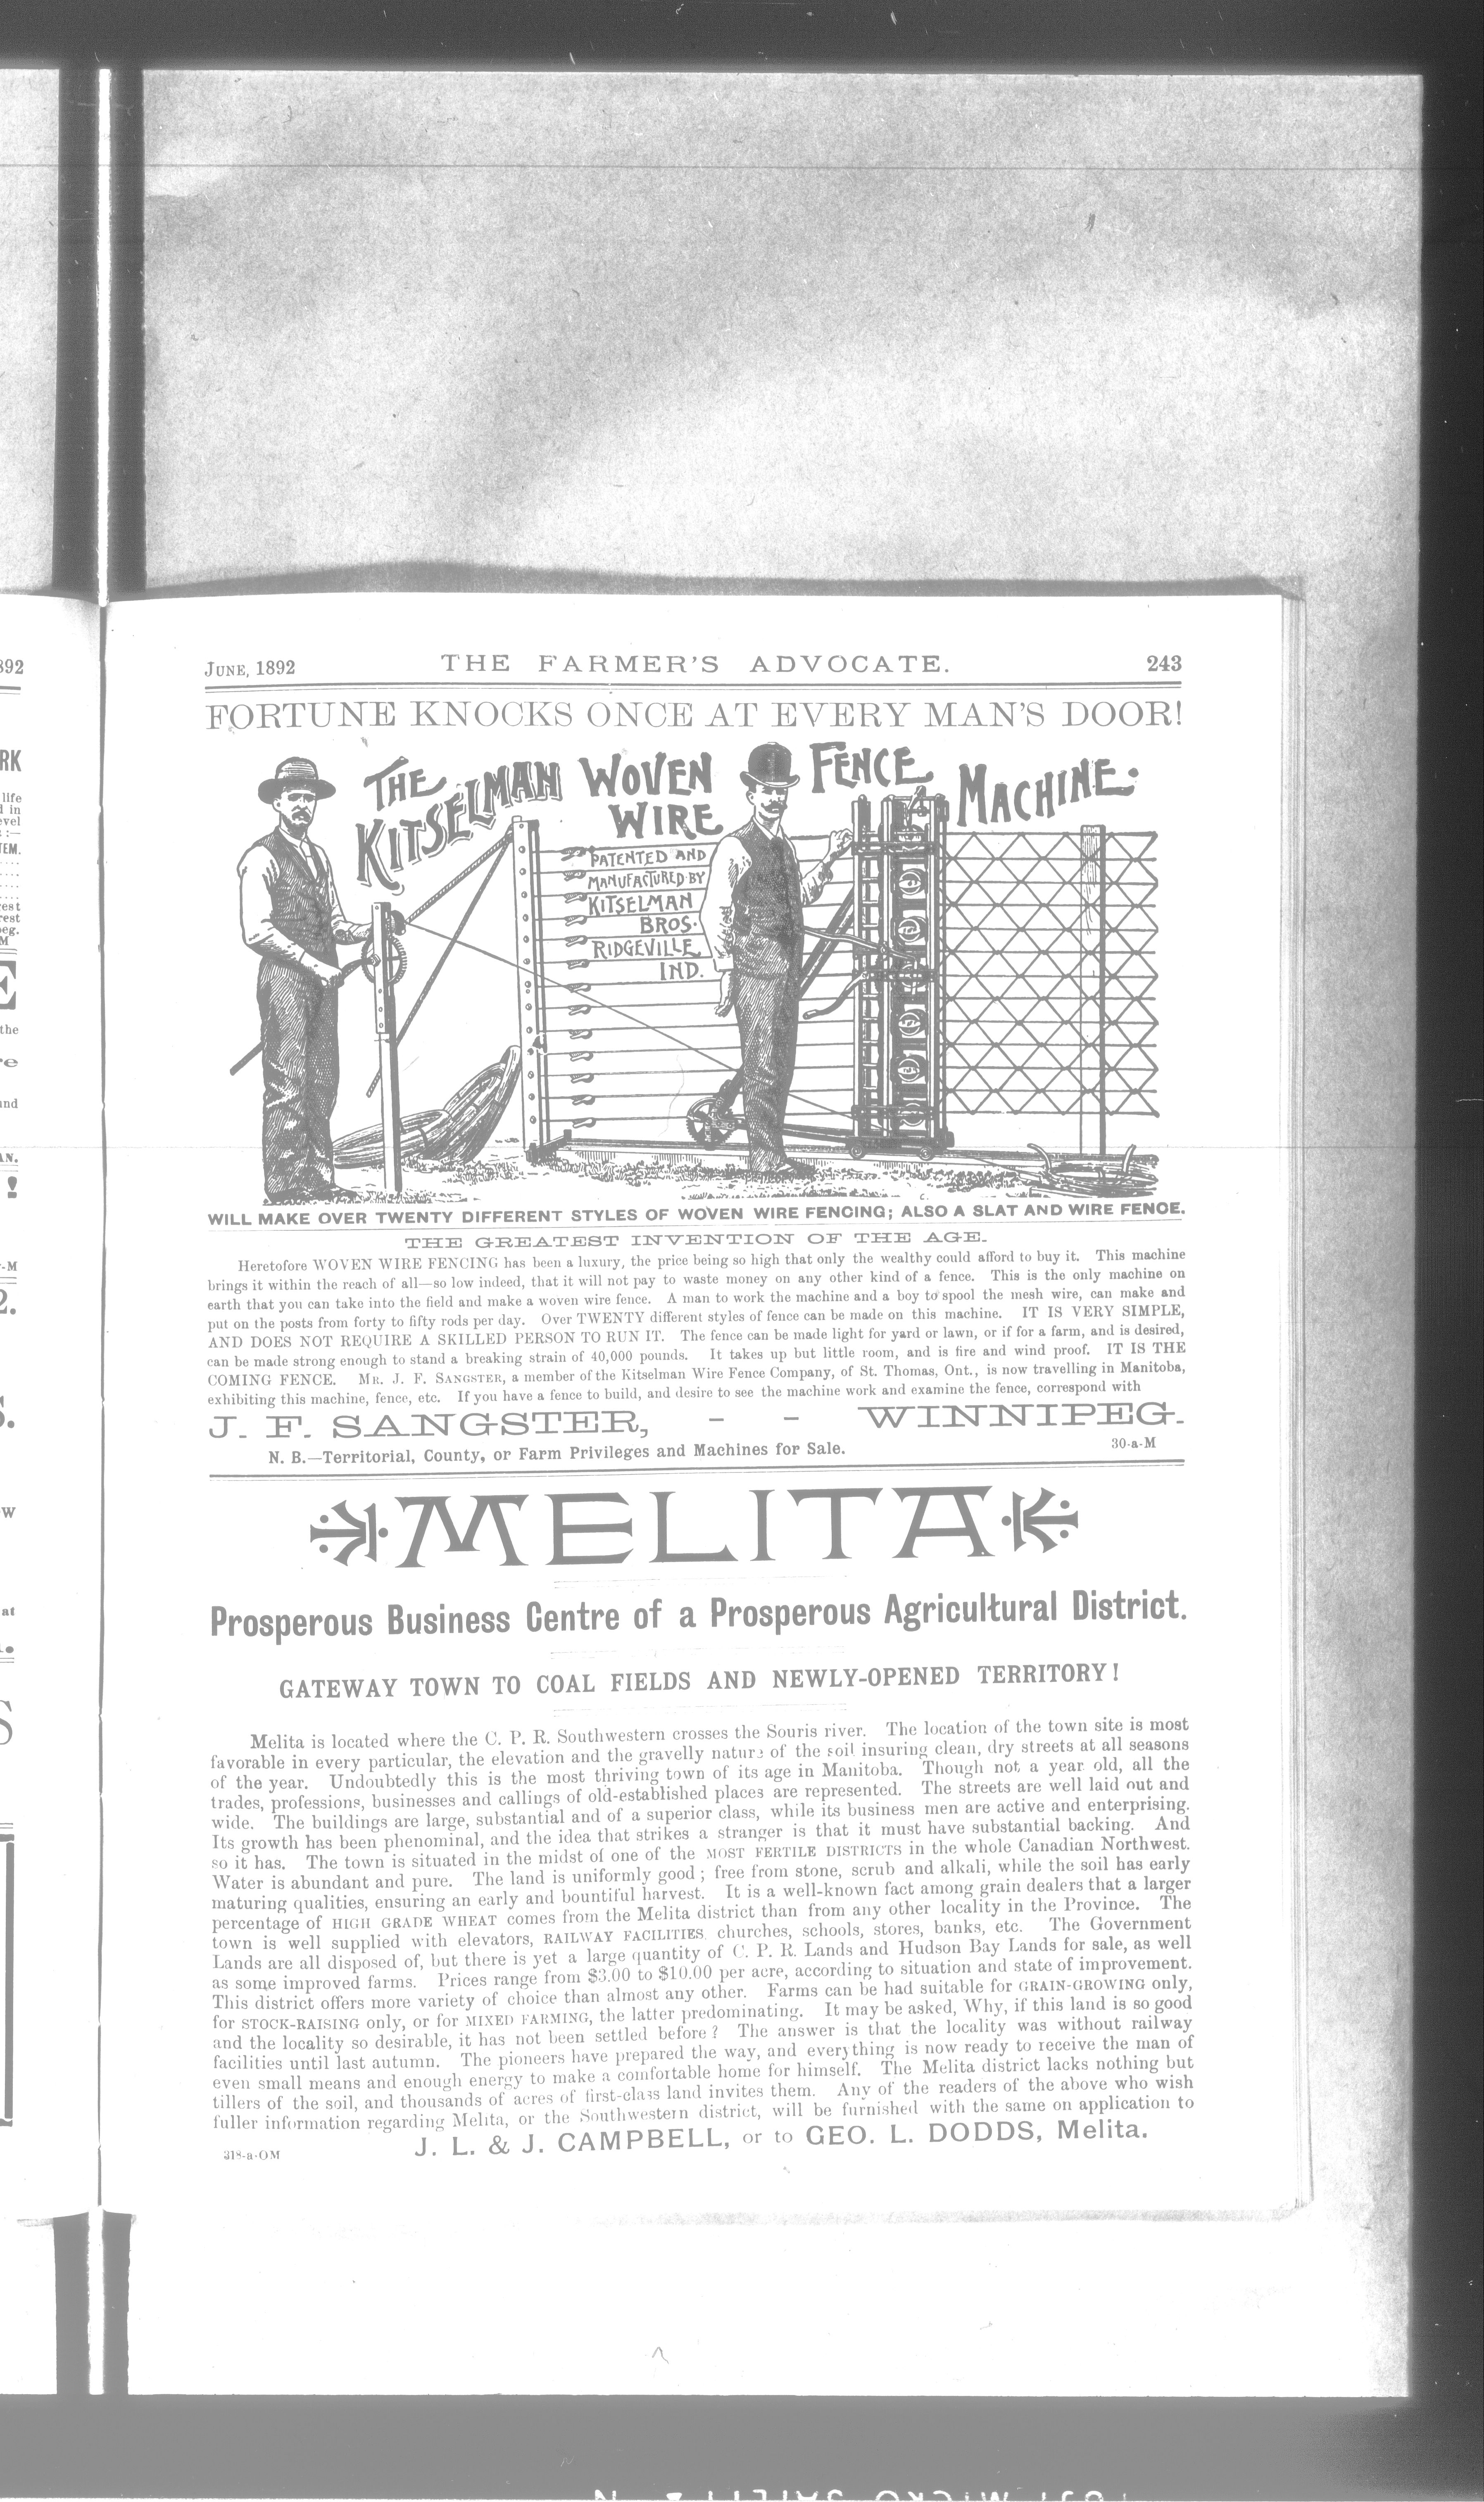 JUNE, 1892 THE FARMER'S ADVOCATE. 243
FORTUNE KNOCKS ONCE AT EVERY MAN'S DOOR!
THE KITSELMAN WOVEN WIRE FENCE MACHINE.
PATENTED AND
MANUFACTURED BY
KITSELMAN
BROS.
RIDGEVILLE
IND.
WILL MAKE OVER TWENTY DIFFERENT STYLES OF WOVEN WIRE FENCING; ALSO A SLAT AND WIRE FENCE.
THE GREATEST INVENTION OF THE AGE.
Heretofore WOVEN WIRE FENCING has been a luxury, the price being so high that only the wealthy could afford to buy it. This machine
brings it within the reach of all—so low indeed, that it will not pay to waste money on any other kind of a fence. This is the only machine on
earth that you can take into the field and make a woven wire fence. A man to work the machine and a boy to spool the mesh wire, can make and
put on the posts from forty to fifty rods per day. Over TWENTY different styles of fence can be made on this machine. IT IS VERY SIMPLE,
AND DOES NOT REQUIRE A SKILLED PERSON TO RUN IT. The fence can be made light for yard or lawn, or if for a farm, and is desired,
can be made strong enough to stand a breaking strain of 40,000 pounds. It takes up but little room, and is fire and wind proof. IT IS THE
COMING FENCE. MR. J. F. SANGSTER, a member of the Kitselman Wire Fence Company, of St. Thomas, Ont., is now travelling in Manitoba,
exhibiting this machine, fence, etc. If you have a fence to build, and desire to see the machine work and examine the fence, correspond with
J. F. SANGSTER, - - WINNIPEG.
N. B.—Territorial, County, or Farm Privileges and Machines for Sale. 30-a-M
MELITA
Prosperous Business Centre of a Prosperous Agricultural District.
GATEWAY TOWN TO COAL FIELDS AND NEWLY-OPENED TERRITORY!
Melita is located where the C. P. R. Southwestern crosses the Souris river. The location of the town site is most
favorable in every particular, the elevation and the gravelly nature of the soil insuring clean, dry streets at all seasons
of the year. Undoubtedly this is the most thriving town of its age in Manitoba. Though not a year old, all the
trades, professions, businesses and callings of old-established places are represented. The streets are well laid out and
wide. The buildings are large, substantial and of a superior class, while its business men are active and enterprising.
Its growth has been phenominal, and the idea that strikes a stranger is that it must have substantial backing. And
so it has. The town is situated in the midst of one of the MOST FERTILE DISTRICTS in the whole Canadian Northwest.
Water is abundant and pure. The land is uniformly good; free from stone, scrub and alkali, while the soil has early
maturing qualities, ensuring an early and bountiful harvest. It is a well-known fact among grain dealers that a larger
percentage of HIGH GRADE WHEAT comes from the Melita district than from any other locality in the Province. The
town is well supplied with elevators, RAILWAY FACILITIES, churches, schools, stores, banks, etc. The Government
Lands are all disposed of, but there is yet a large quantity of C. P. R. Lands and Hudson Bay Lands for sale, as well
as some improved farms. Prices range from $3.00 to $10.00 per acre, according to situation and state of improvement.
This district offers more variety of choice than almost any other. Farms can be had suitable for GRAIN-GROWING only,
for STOCK-RAISING only, or for MIXED FARMING, the latter predominating. It may be asked, Why, if this land is so good
and the locality so desirable, it has not been settled before? The answer is that the locality was without railway
facilities until last autumn. The pioneers have prepared the way, and everything is now ready to receive the man of
even small means and enough energy to make a comfortable home for himself. The Melita district lacks nothing but
tillers of the soil, and thousands of acres of first-class land invites them. Any of the readers of the above who wish
fuller information regarding Melita, or the Southwestern district, will be furnished with the same on application to
318-a-OM J. L. & J. CAMPBELL, or to GEO. L. DODDS, Melita.